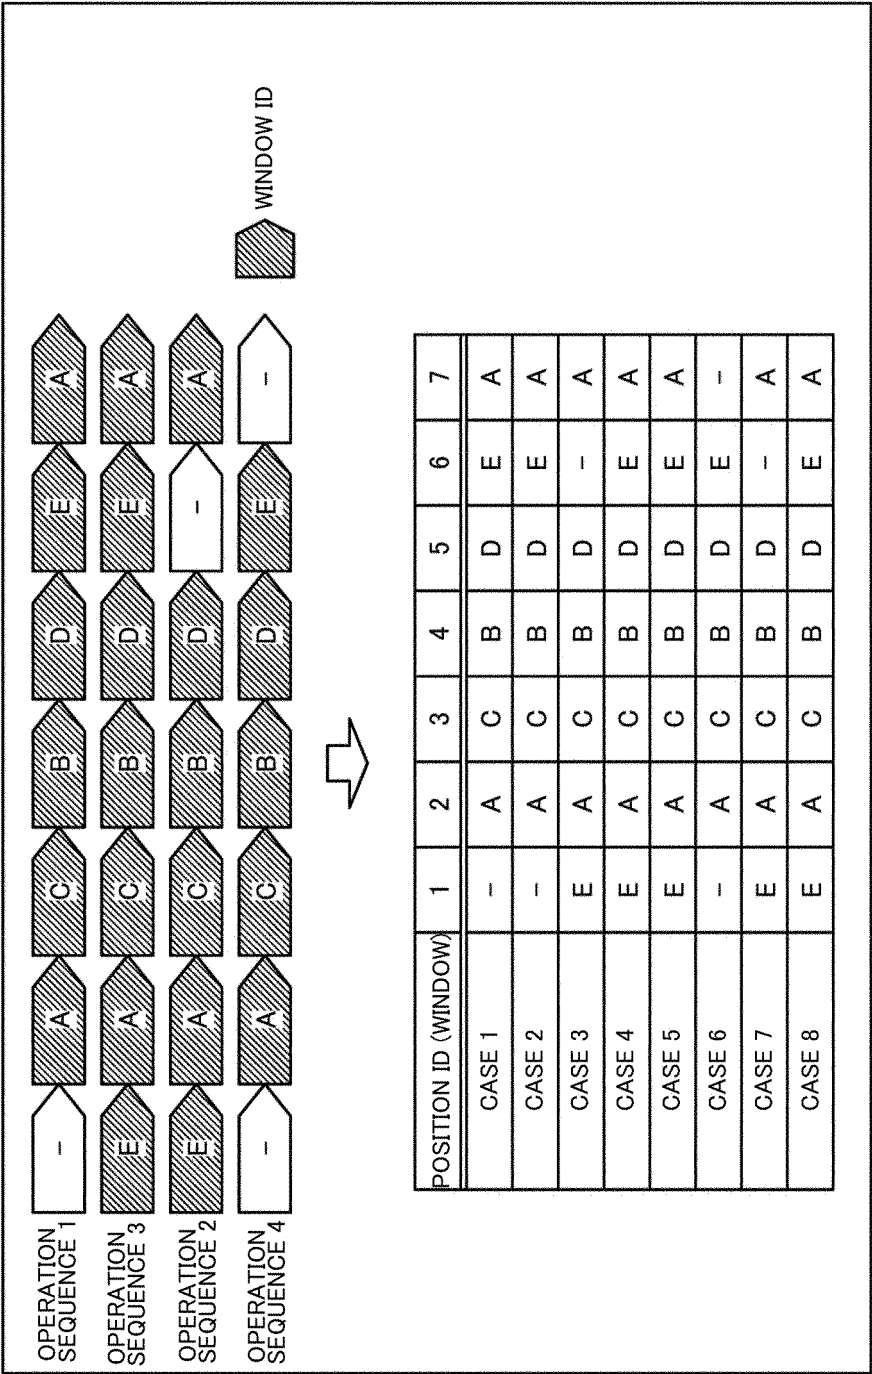 OPERATION
SEQUENCE 1
- A C B D E A
OPERATION
SEQUENCE 3
E A C B D E A
OPERATION
SEQUENCE 2
E A C B D - A
OPERATION
SEQUENCE 4
- A C B D E -
WINDOW ID
POSITION ID (WINDOW) 1 2 3 4 5 6 7
CASE 1 - A C B D E A
CASE 2 - A C B D E A
CASE 3 E A C B D - A
CASE 4 E A C B D E A
CASE 5 E A C B D E A
CASE 6 - A C B D E -
CASE 7 E A C B D - A
CASE 8 E A C B D E A